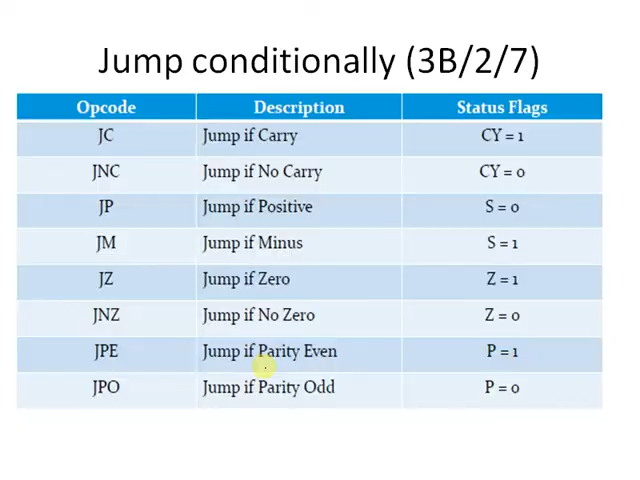 Jump conditionally (3B/2/7)
Opcode Description Status Flags
JC Jump if Carry CY = 1
JNC Jump if No Carry CY = 0
JP Jump if Positive S = 0
JM Jump if Minus S = 1
JZ Jump if Zero Z = 1
JNZ Jump if No Zero Z = 0
JPE Jump if Parity Even P = 1
JPO Jump if Parity Odd P = 0